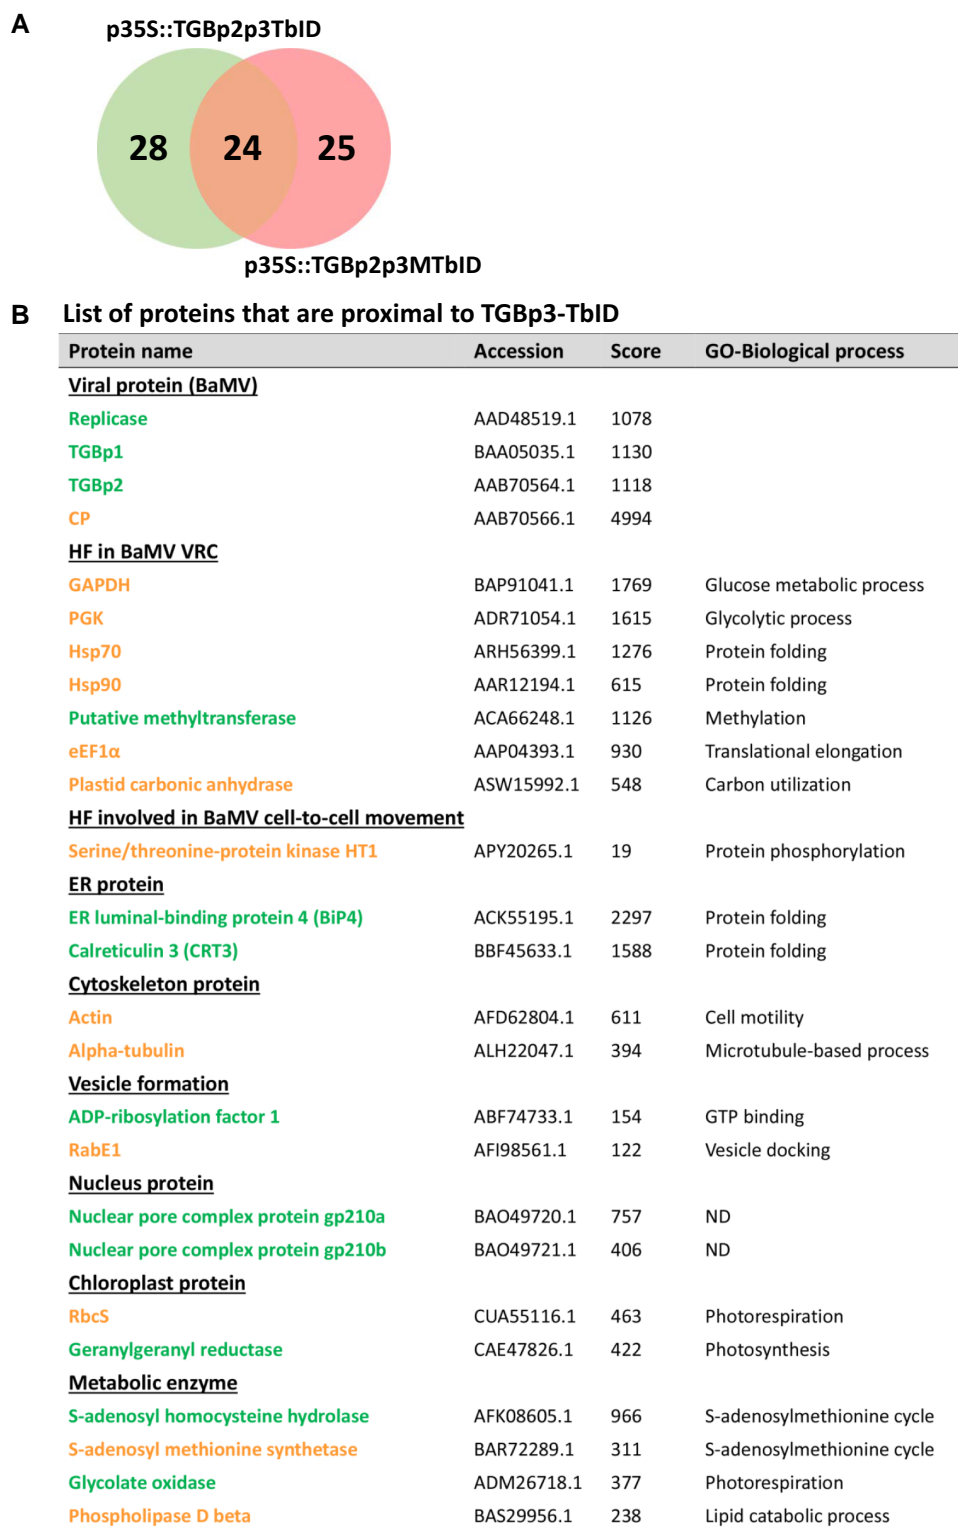 A
p35S::TGBp2p3TbID
28 24 25
p35S::TGBp2p3MTbID
B List of proteins that are proximal to TGBp3-TbID
Protein name Accession Score GO-Biological process
Viral protein (BaMV)
Replicase AAD48519.1 1078
TGBp1 BAA05035.1 1130
TGBp2 AAB70564.1 1118
CP AAB70566.1 4994
HF in BaMV VRC
GAPDH BAP91041.1 1769 Glucose metabolic process
PGK ADR71054.1 1615 Glycolytic process
Hsp70 ARH56399.1 1276 Protein folding
Hsp90 AAR12194.1 615 Protein folding
Putative methyltransferase ACA66248.1 1126 Methylation
eEF1α AAP04393.1 930 Translational elongation
Plastid carbonic anhydrase ASW15992.1 548 Carbon utilization
HF involved in BaMV cell-to-cell movement
Serine/threonine-protein kinase HT1 APY20265.1 19 Protein phosphorylation
ER protein
ER luminal-binding protein 4 (BiP4) ACK55195.1 2297 Protein folding
Calreticulin 3 (CRT3) BBF45633.1 1588 Protein folding
Cytoskeleton protein
Actin AFD62804.1 611 Cell motility
Alpha-tubulin ALH22047.1 394 Microtubule-based process
Vesicle formation
ADP-ribosylation factor 1 ABF74733.1 154 GTP binding
RabE1 AFI98561.1 122 Vesicle docking
Nucleus protein
Nuclear pore complex protein gp210a BAO49720.1 757 ND
Nuclear pore complex protein gp210b BAO49721.1 406 ND
Chloroplast protein
RbcS CUA55116.1 463 Photorespiration
Geranylgeranyl reductase CAE47826.1 422 Photosynthesis
Metabolic enzyme
S-adenosyl homocysteine hydrolase AFK08605.1 966 S-adenosylmethionine cycle
S-adenosyl methionine synthetase BAR72289.1 311 S-adenosylmethionine cycle
Glycolate oxidase ADM26718.1 377 Photorespiration
Phospholipase D beta BAS29956.1 238 Lipid catabolic process